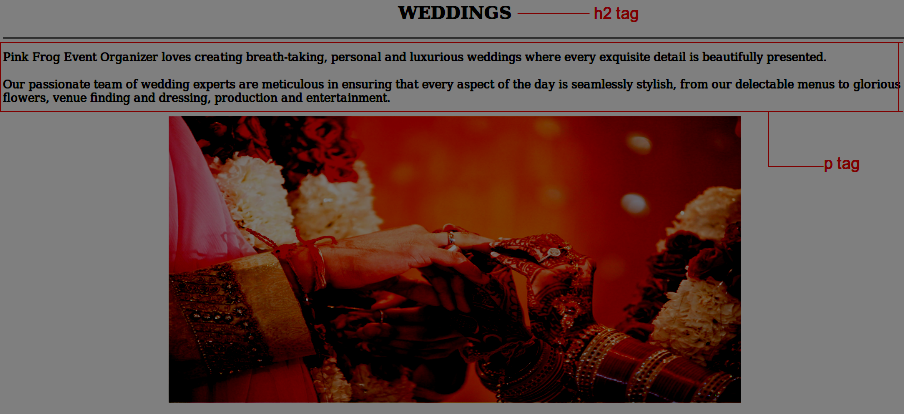 WEDDINGS h2 tag
Pink Frog Event Organizer loves creating breath-taking, personal and luxurious weddings where every exquisite detail is beautifully presented.
Our passionate team of wedding experts are meticulous in ensuring that every aspect of the day is seamlessly stylish, from our delectable menus to glorious
flowers, venue finding and dressing, production and entertainment.
p tag